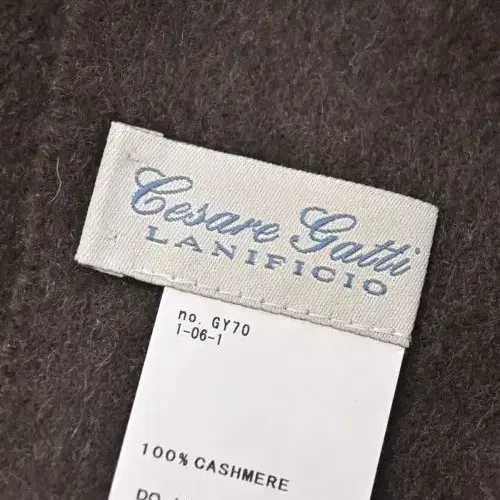 Cesare Gatti
LANIFICIO
no. GY70
1-06-1
100% CASHMERE